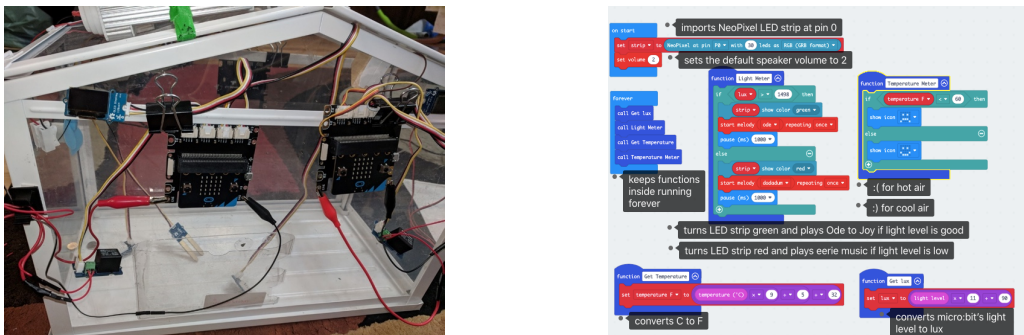 on start
imports NeoPixel LED strip at pin 0
set strip to NeoPixel at pin P0 with 30 leds as RGB (GRB format)
set volume 2
sets the default speaker volume to 2
function Light Meter
if lux > 1498 then
strip show color green
start melody ode repeating once
pause (ms) 1000
else
strip show color red
start melody dadadum repeating once
pause (ms) 1000
function Temperature Meter
if temperature F < 60 then
show icon
else
show icon
forever
call Get lux
call Light Meter
call Get Temperature
call Temperature Meter
keeps functions
inside running
forever
:( for hot air
:) for cool air
turns LED strip green and plays Ode to Joy if light level is good
turns LED strip red and plays eerie music if light level is low
function Get Temperature
set temperature F to temperature (°C) × 9 ÷ 5 + 32
converts C to F
function Get lux
set lux to light level × 11 + 90
converts micro:bit's light
level to lux